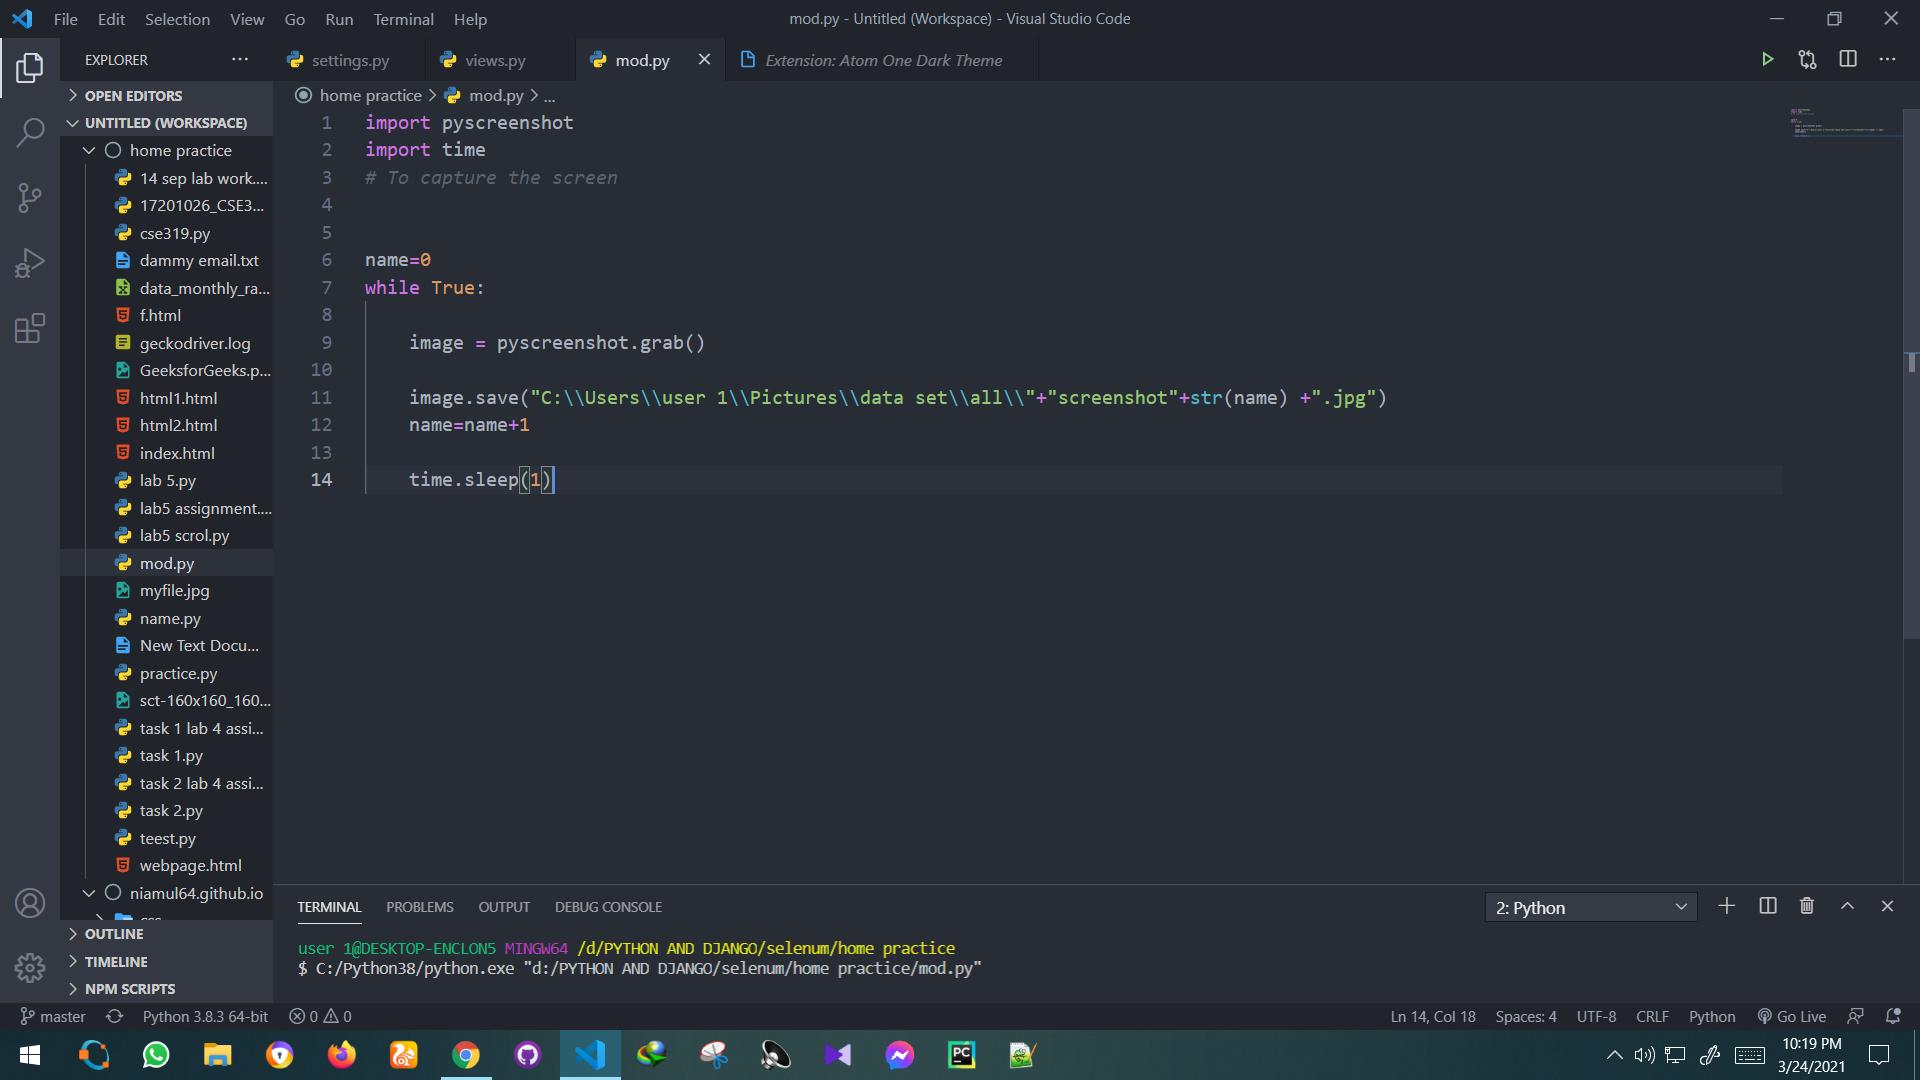 File Edit Selection View Go Run Terminal Help
mod.py - Untitled (Workspace) - Visual Studio Code
EXPLORER
settings.py
views.py
mod.py
Extension: Atom One Dark Theme
OPEN EDITORS
UNTITLED (WORKSPACE)
home practice
14 sep lab work....
17201026_CSE3...
cse319.py
dammy email.txt
data_monthly_ra...
f.html
geckodriver.log
GeeksforGeeks.p...
html1.html
html2.html
index.html
lab 5.py
lab5 assignment....
lab5 scrol.py
mod.py
myfile.jpg
name.py
New Text Docu...
practice.py
sct-160x160_160...
task 1 lab 4 assi...
task 1.py
task 2 lab 4 assi...
task 2.py
teest.py
webpage.html
niamul64.github.io
OUTLINE
TIMELINE
NPM SCRIPTS
home practice > mod.py > ...
1 import pyscreenshot
2 import time
3 # To capture the screen
4
5
6 name=0
7 while True:
8
9 image = pyscreenshot.grab()
10
11 image.save("C:\\Users\\user 1\\Pictures\\data set\\all\\"+"screenshot"+str(name) +".jpg")
12 name=name+1
13
14 time.sleep(1)
TERMINAL PROBLEMS OUTPUT DEBUG CONSOLE
2: Python
user 1@DESKTOP-ENCLON5 MINGW64 /d/PYTHON AND DJANGO/selenum/home practice
$ C:/Python38/python.exe "d:/PYTHON AND DJANGO/selenum/home practice/mod.py"
master Python 3.8.3 64-bit 0 0
Ln 14, Col 18 Spaces: 4 UTF-8 CRLF Python Go Live
PC
10:19 PM
3/24/2021